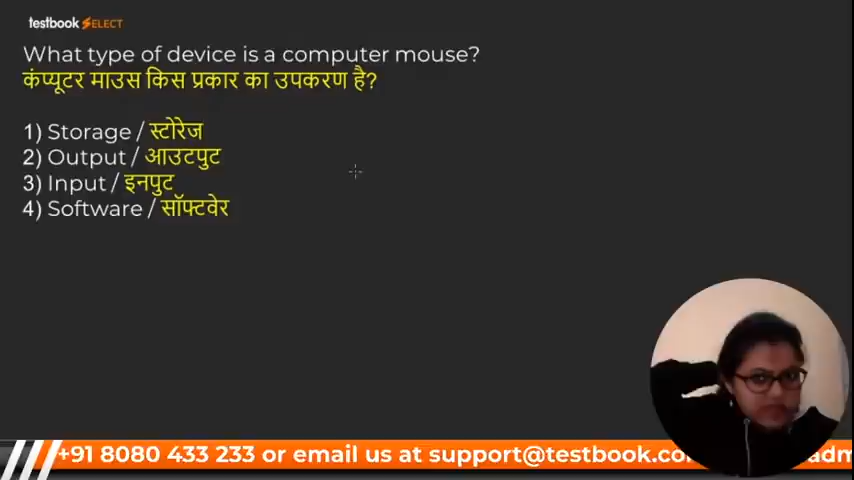 testbook SELECT
What type of device is a computer mouse?
कंप्यूटर माउस किस प्रकार का उपकरण है?
1) Storage / स्टोरेज
2) Output / आउटपुट
3) Input / इनपुट
4) Software / सॉफ्टवेर
+91 8080 433 233 or email us at support@testbook.co